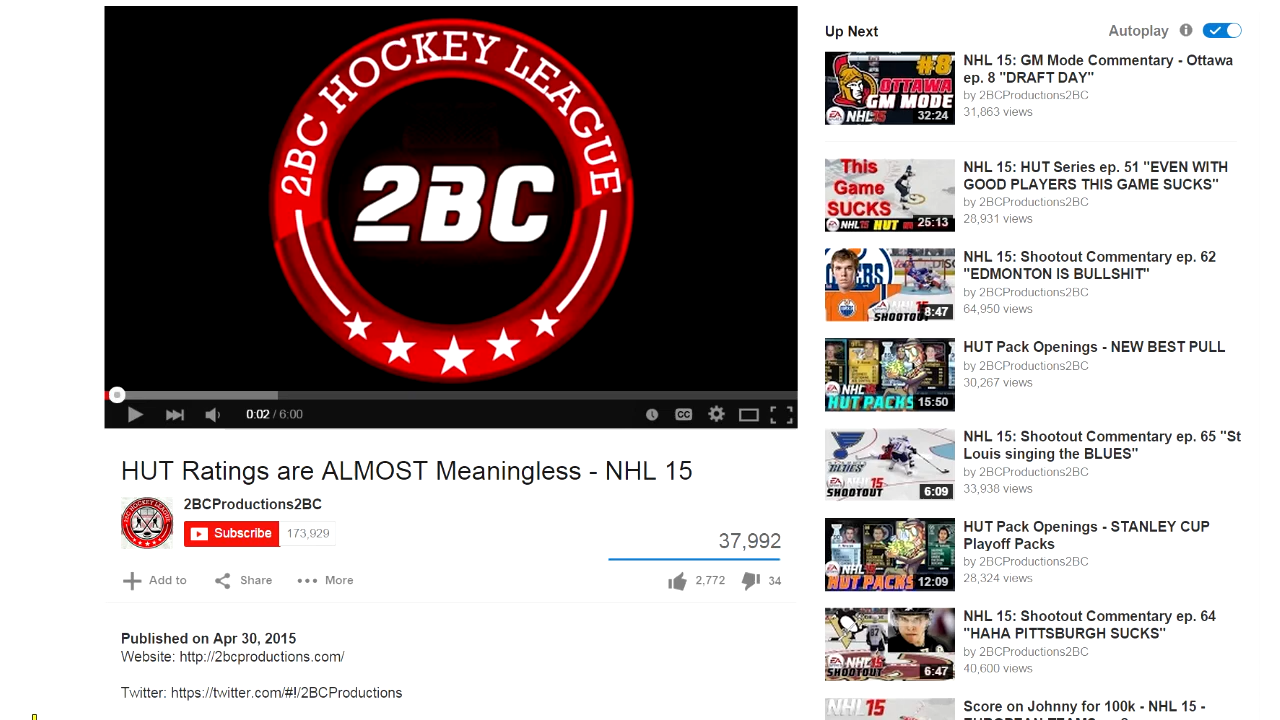 2BC HOCKEY LEAGUE
2BC
0:02 / 6:00
CC
HUT Ratings are ALMOST Meaningless - NHL 15
2BCProductions2BC
Subscribe 173,929
37,992
Add to Share More 2,772 34
Published on Apr 30, 2015
Website: http://2bcproductions.com/
Twitter: https://twitter.com/#!/2BCProductions
Up Next Autoplay
#8
OTTAWA
GM MODE
NHL 15
32:24
NHL 15: GM Mode Commentary - Ottawa
ep. 8 "DRAFT DAY"
by 2BCProductions2BC
31,863 views
This
Game
SUCKS
NHL 15 HUT
25:13
NHL 15: HUT Series ep. 51 "EVEN WITH
GOOD PLAYERS THIS GAME SUCKS"
by 2BCProductions2BC
28,931 views
15
SHOOTOUT
8:47
NHL 15: Shootout Commentary ep. 62
"EDMONTON IS BULLSHIT"
by 2BCProductions2BC
64,950 views
NHL 15
HUT PACKS
15:50
HUT Pack Openings - NEW BEST PULL
by 2BCProductions2BC
30,267 views
BLUES
NHL 15
SHOOTOUT
6:09
NHL 15: Shootout Commentary ep. 65 "St
Louis singing the BLUES"
by 2BCProductions2BC
33,938 views
NHL 15
HUT PACKS
12:09
HUT Pack Openings - STANLEY CUP
Playoff Packs
by 2BCProductions2BC
28,324 views
NHL 15
SHOOTOUT
6:47
NHL 15: Shootout Commentary ep. 64
"HAHA PITTSBURGH SUCKS"
by 2BCProductions2BC
40,600 views
NHL 15
Score on Johnny for 100k - NHL 15 -